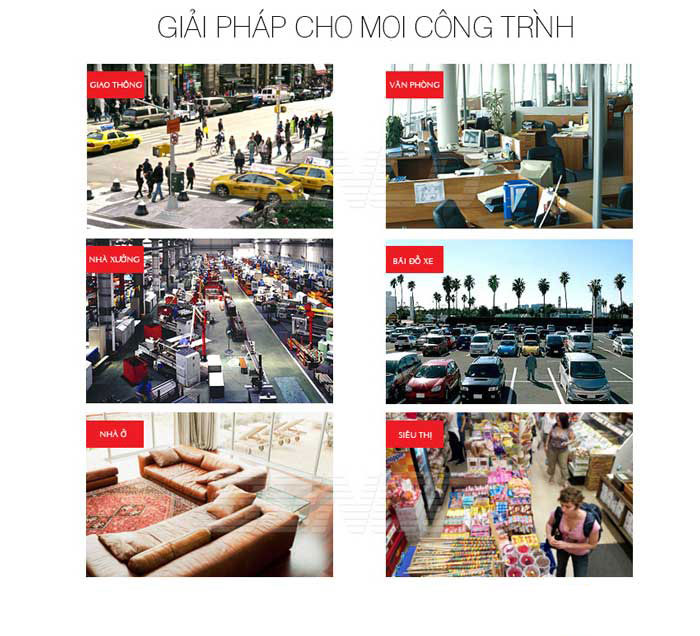 GIẢI PHÁP CHO MOI CÔNG TRÌNH
GIAO THÔNG
VĂN PHÒNG
NHÀ XƯỞNG
BÃI ĐỖ XE
NHÀ Ở
SIÊU THỊ